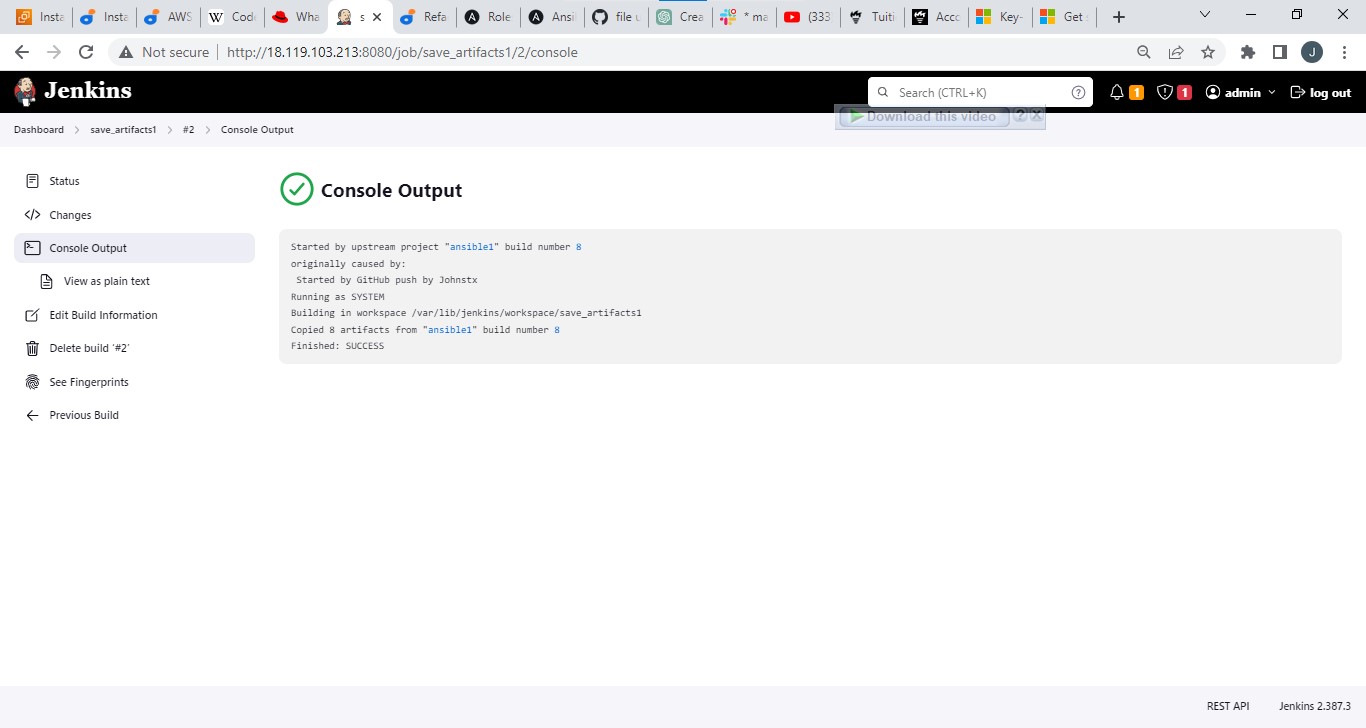 Insta
Insta
AWS
Code
Wha
s
Refa
Role
Ansi
file u
Crea
* ma
(333
Tuiti
Acco
Key-
Get s
Not secure
http://18.119.103.213:8080/job/save_artifacts1/2/console
J
Jenkins
Search (CTRL+K)
1
1
admin
log out
Download this video
Dashboard > save_artifacts1 > #2 > Console Output
Status
Changes
Console Output
View as plain text
Edit Build Information
Delete build ‘#2’
See Fingerprints
Previous Build
Console Output
Started by upstream project "ansible1" build number 8
originally caused by:
Started by GitHub push by Johnstx
Running as SYSTEM
Building in workspace /var/lib/jenkins/workspace/save_artifacts1
Copied 8 artifacts from "ansible1" build number 8
Finished: SUCCESS
REST API
Jenkins 2.387.3